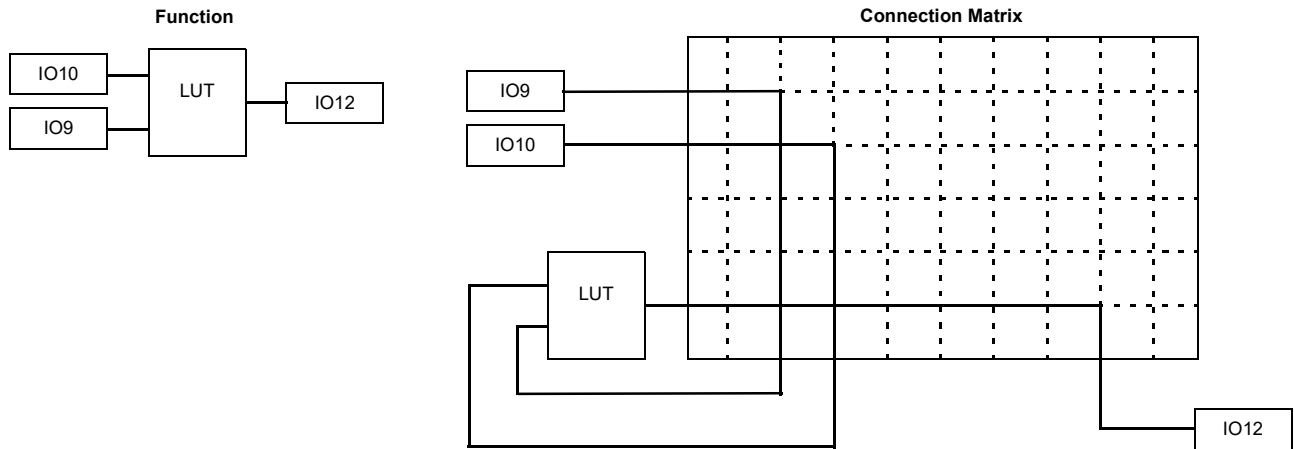 Function
IO10
LUT
IO12
IO9
Connection Matrix
IO9
IO10
LUT
IO12